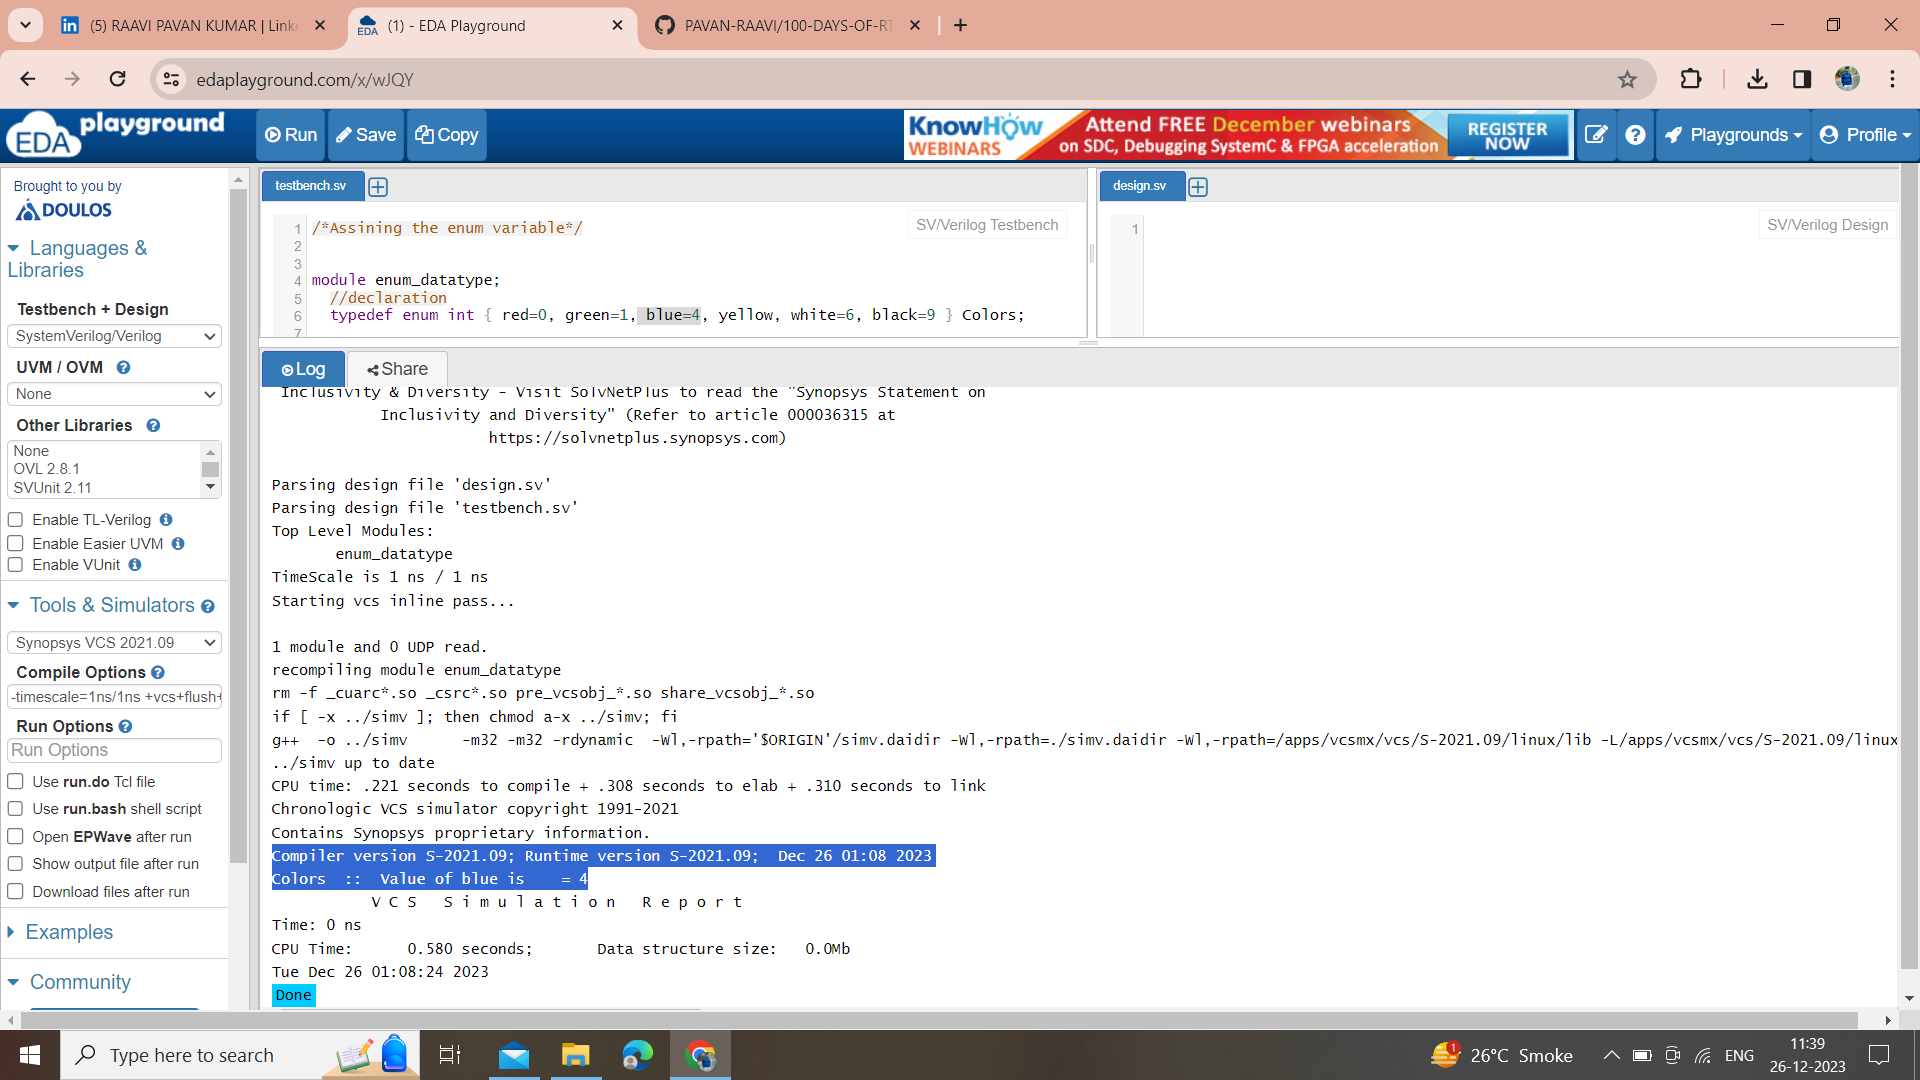 (5) RAAVI PAVAN KUMAR | Link
(1) - EDA Playground
PAVAN-RAAVI/100-DAYS-OF-RT
edaplayground.com/x/wJQY
EDA playground
Run
Save
Copy
KnowHow WEBINARS
Attend FREE December webinars
on SDC, Debugging SystemC & FPGA acceleration
REGISTER NOW
Playgrounds
Profile
Brought to you by
DOULOS
Languages & Libraries
Testbench + Design
SystemVerilog/Verilog
UVM / OVM
None
Other Libraries
None
OVL 2.8.1
SVUnit 2.11
Enable TL-Verilog
Enable Easier UVM
Enable VUnit
Tools & Simulators
Synopsys VCS 2021.09
Compile Options
-timescale=1ns/1ns +vcs+flush+
Run Options
Run Options
Use run.do Tcl file
Use run.bash shell script
Open EPWave after run
Show output file after run
Download files after run
Examples
Community
testbench.sv
SV/Verilog Testbench
1 /*Assining the enum variable*/
2
3
4 module enum_datatype;
5 //declaration
6 typedef enum int { red=0, green=1, blue=4, yellow, white=6, black=9 } Colors;
7
design.sv
1
SV/Verilog Design
Log
Share
Inclusivity & Diversity - Visit SolvNetPlus to read the "Synopsys Statement on
Inclusivity and Diversity" (Refer to article 000036315 at
https://solvnetplus.synopsys.com)
Parsing design file 'design.sv'
Parsing design file 'testbench.sv'
Top Level Modules:
enum_datatype
TimeScale is 1 ns / 1 ns
Starting vcs inline pass...
1 module and 0 UDP read.
recompiling module enum_datatype
rm -f _cuarc*.so _csrc*.so pre_vcsobj_*.so share_vcsobj_*.so
if [ -x ../simv ]; then chmod a-x ../simv; fi
g++ -o ../simv -m32 -m32 -rdynamic -Wl,-rpath='$ORIGIN'/simv.daidir -Wl,-rpath=./simv.daidir -Wl,-rpath=/apps/vcsmx/vcs/S-2021.09/linux/lib -L/apps/vcsmx/vcs/S-2021.09/linux
../simv up to date
CPU time: .221 seconds to compile + .308 seconds to elab + .310 seconds to link
Chronologic VCS simulator copyright 1991-2021
Contains Synopsys proprietary information.
Compiler version S-2021.09; Runtime version S-2021.09; Dec 26 01:08 2023
Colors :: Value of blue is = 4
V C S S i m u l a t i o n R e p o r t
Time: 0 ns
CPU Time: 0.580 seconds; Data structure size: 0.0Mb
Tue Dec 26 01:08:24 2023
Done
Type here to search
1
26°C Smoke
ENG
11:39
26-12-2023